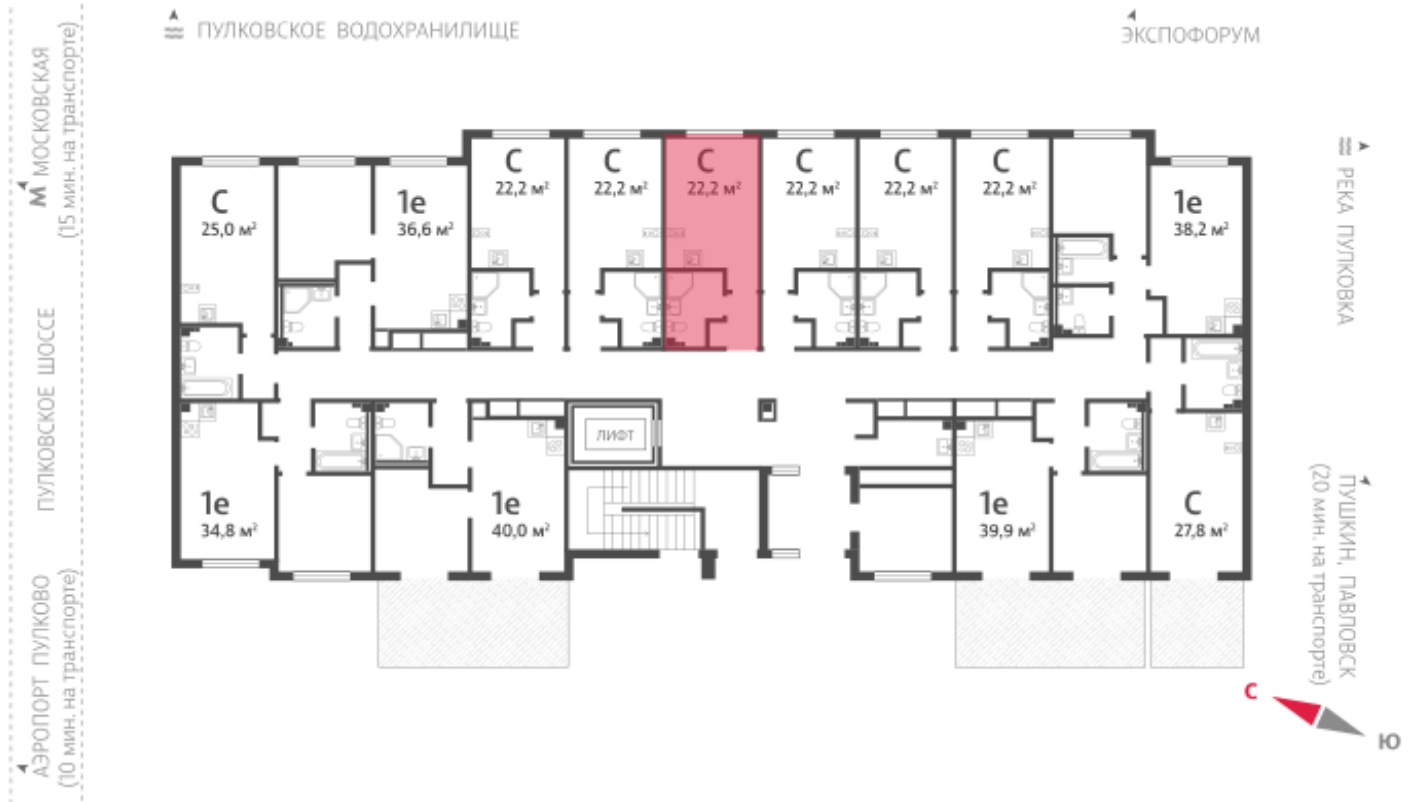 ПУЛКОВСКОЕ ВОДОХРАНИЛИЩЕ
ЭКСПОФОРУМ
М МОСКОВСКАЯ
(15 мин. на транспорте)
ПУЛКОВСКОЕ ШОССЕ
АЭРОПОРТ ПУЛКОВО
(10 мин. на транспорте)
С
22,2 м²
С
22,2 м²
С
22,2 м²
С
22,2 м²
С
22,2 м²
С
22,2 м²
С
25,0 м²
1е
36,6 м²
1е
38,2 м²
ЛИФТ
1е
34,8 м²
1е
40,0 м²
1е
39,9 м²
С
27,8 м²
РЕКА ПУЛКОВКА
ПУШКИН, ПАВЛОВСК
(20 мин. на транспорте)
С
Ю